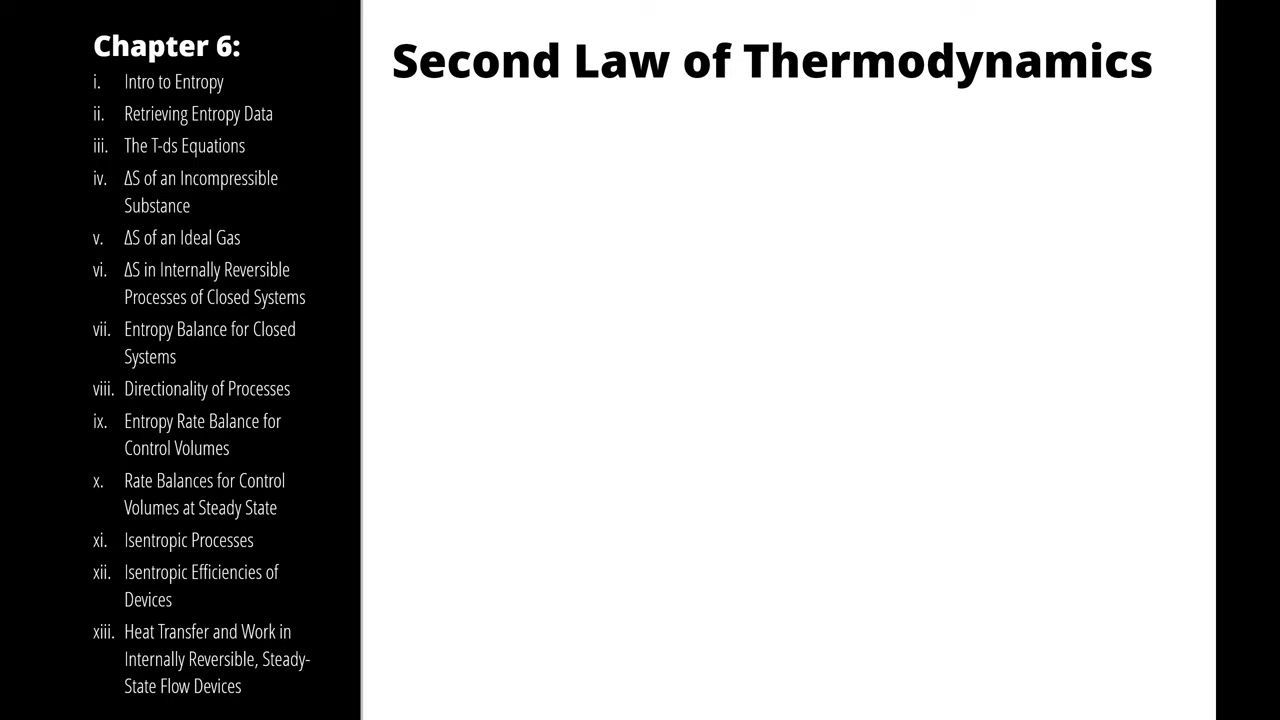 Chapter 6:
i. Intro to Entropy
ii. Retrieving Entropy Data
iii. The T-ds Equations
iv. ΔS of an Incompressible
Substance
v. ΔS of an Ideal Gas
vi. ΔS in Internally Reversible
Processes of Closed Systems
vii. Entropy Balance for Closed
Systems
viii. Directionality of Processes
ix. Entropy Rate Balance for
Control Volumes
x. Rate Balances for Control
Volumes at Steady State
xi. Isentropic Processes
xii. Isentropic Efficiencies of
Devices
xiii. Heat Transfer and Work in
Internally Reversible, Steady-
State Flow Devices
Second Law of Thermodynamics